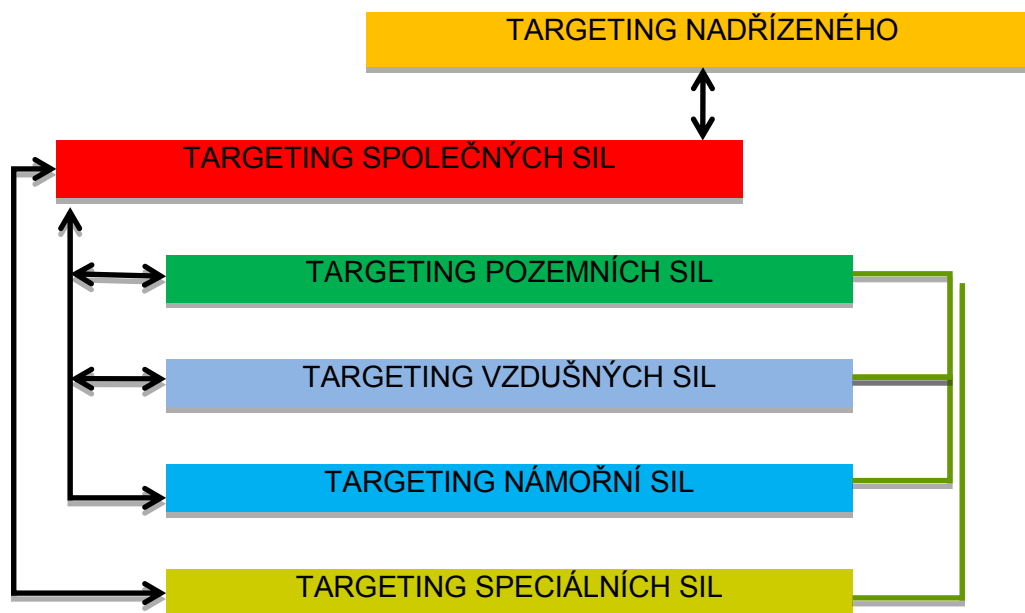 TARGETING NADŘÍZENÉHO
TARGETING SPOLEČNÝCH SIL
TARGETING POZEMNÍCH SIL
TARGETING VZDUŠNÝCH SIL
TARGETING NÁMOŘNÍ SIL
TARGETING SPECIÁLNÍCH SIL